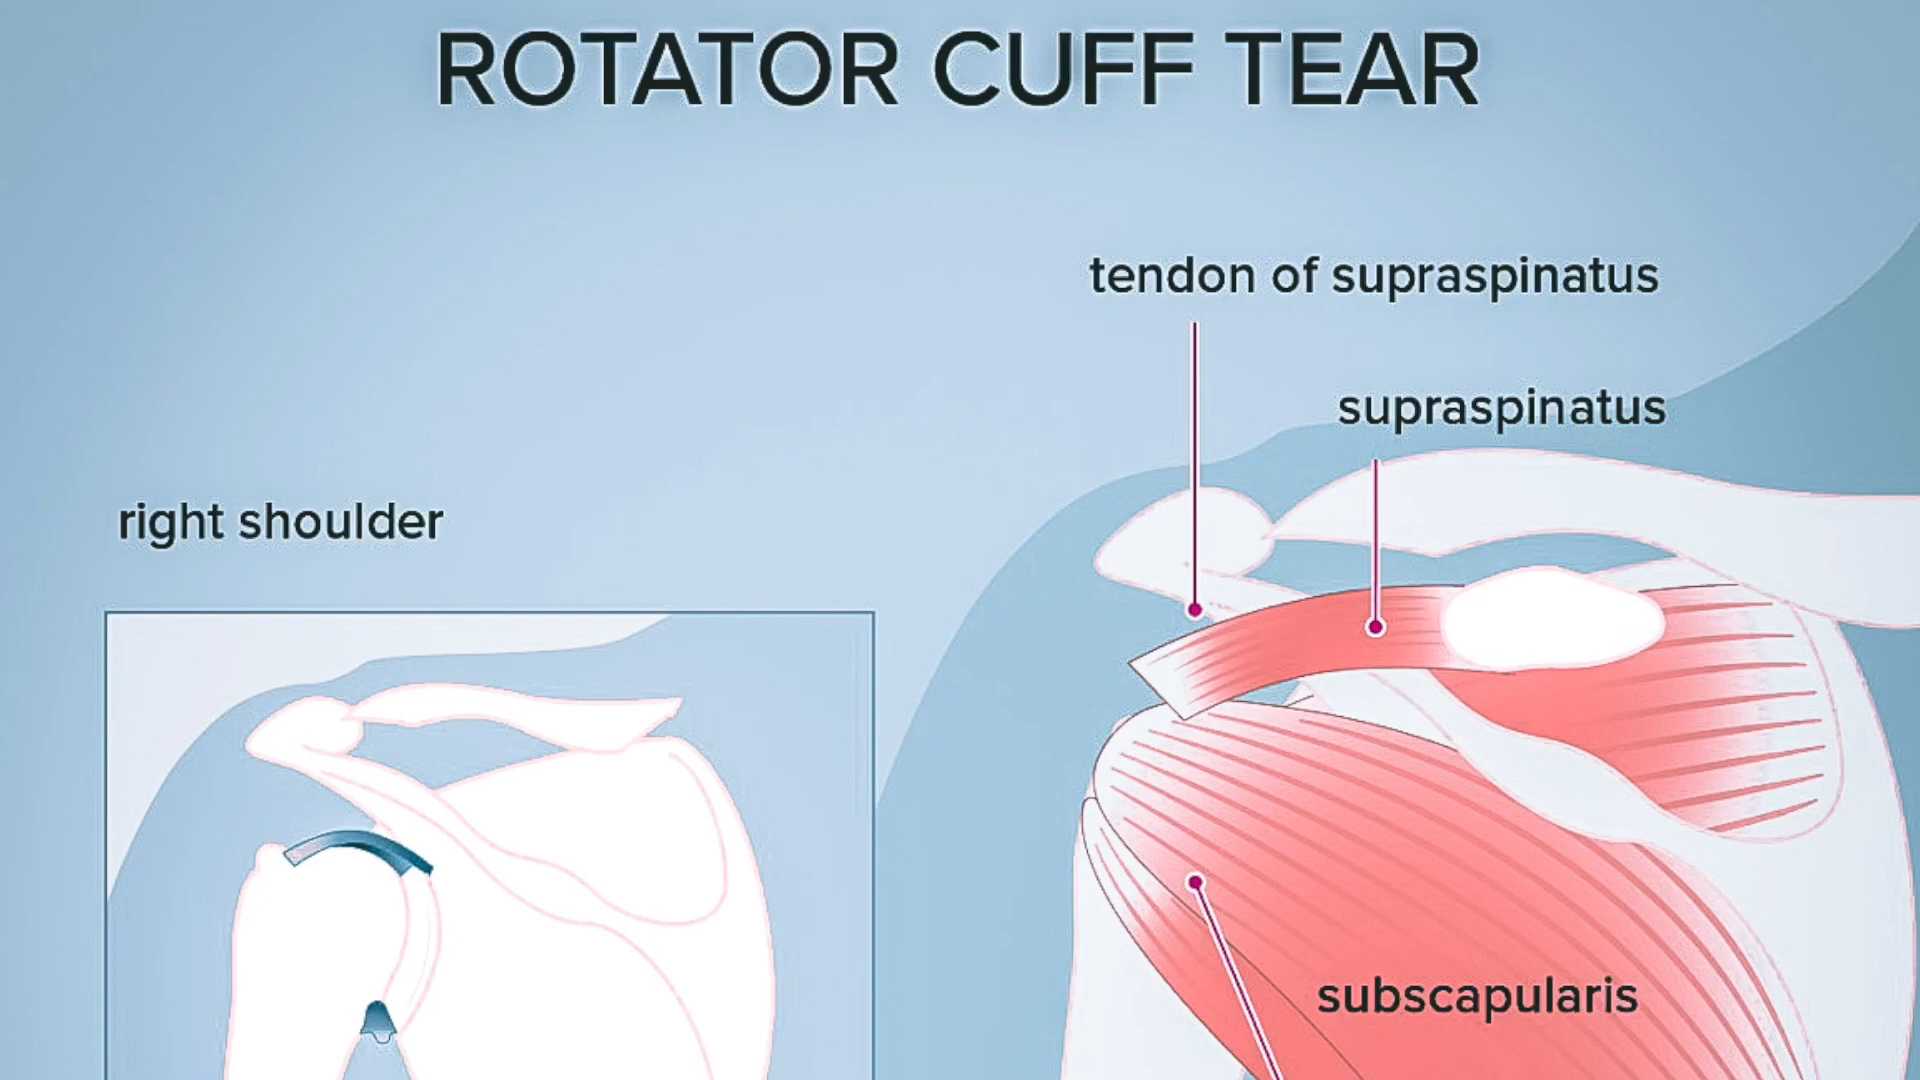 ROTATOR CUFF TEAR
tendon of supraspinatus
supraspinatus
right shoulder
subscapularis